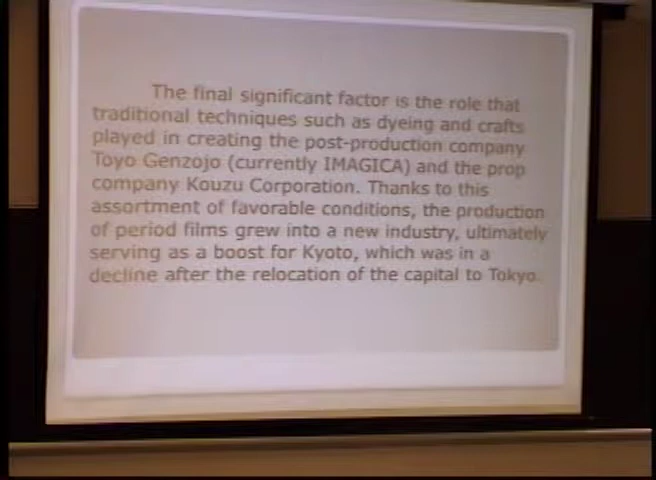 The final significant factor is the role that
traditional techniques such as dyeing and crafts
played in creating the post-production company
Toyo Genzojo (currently IMAGICA) and the prop
company Kouzu Corporation. Thanks to this
assortment of favorable conditions, the production
of period films grew into a new industry, ultimately
serving as a boost for Kyoto, which was in a
decline after the relocation of the capital to Tokyo.